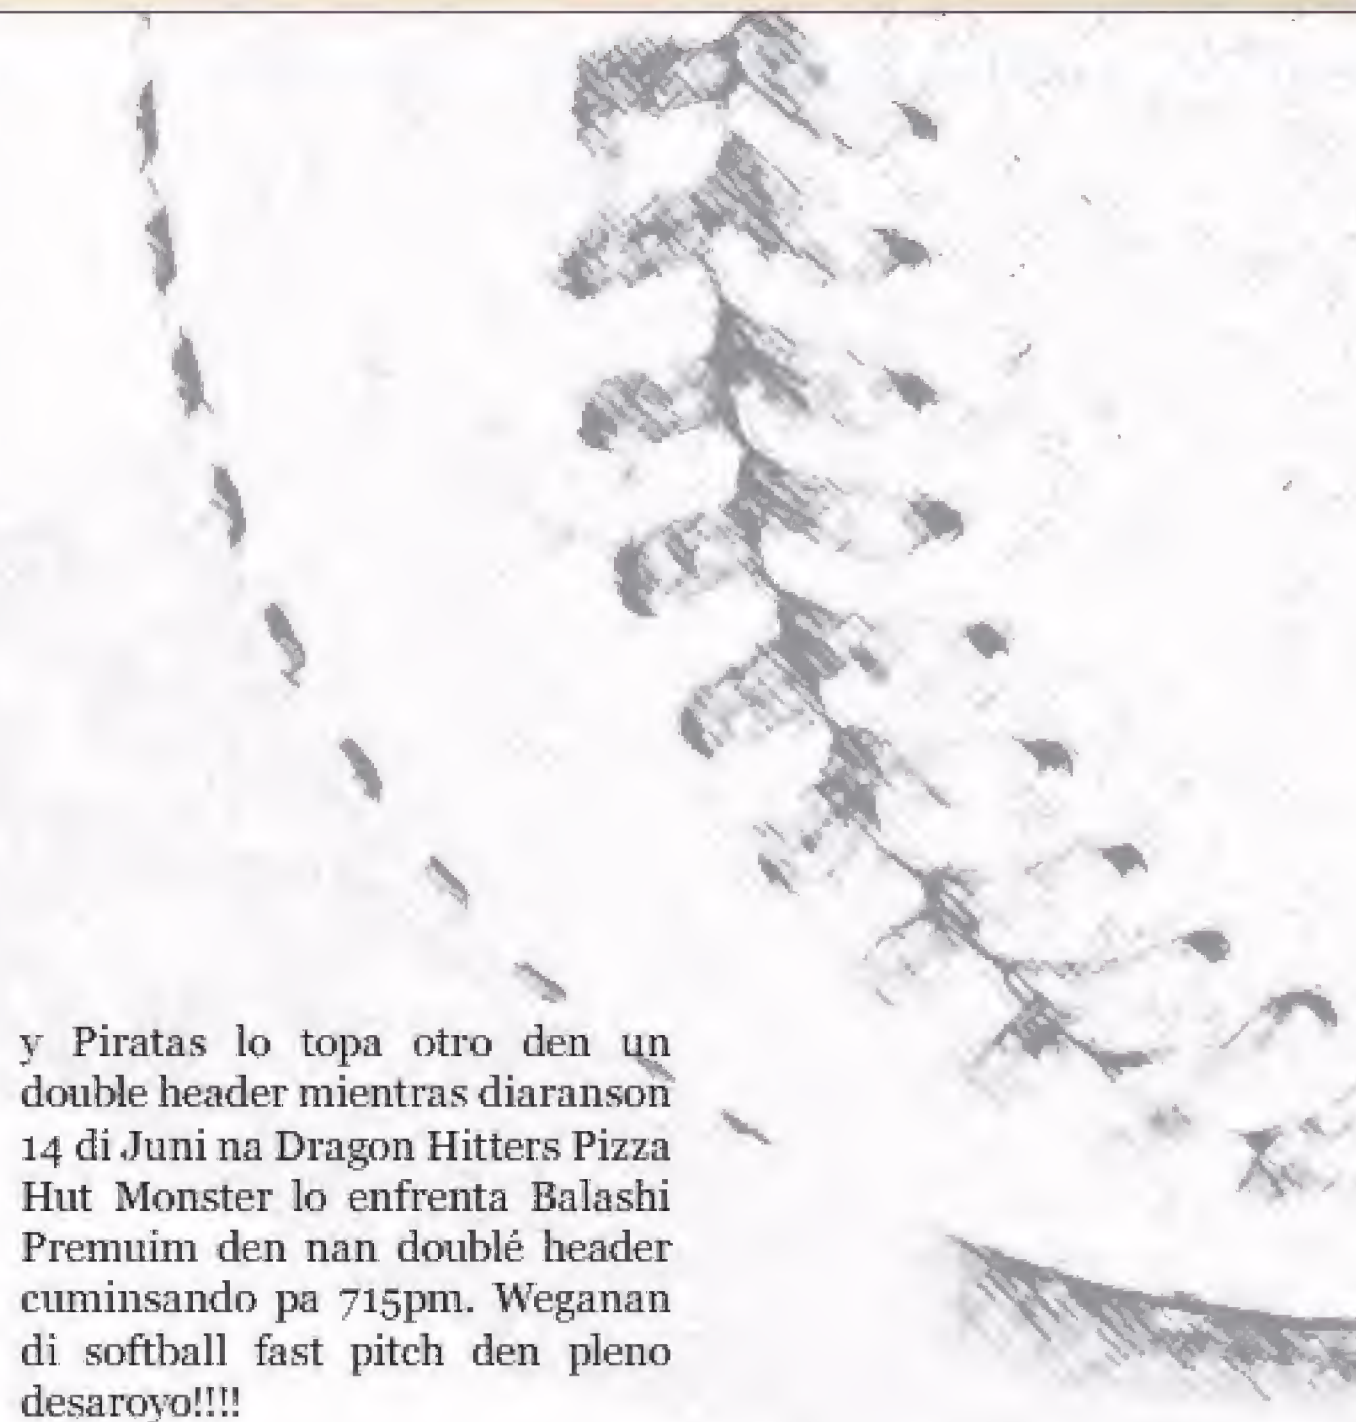 y Piratas lo topa otro den un
double header mientras diaranson
14 di Juni na Dragon Hitters Pizza
Hut Monster lo enfrenta Balashi
Premuim den nan doublé header
cuminsando pa 715pm. Weganan
di softball fast pitch den pleno
desaroyo!!!!